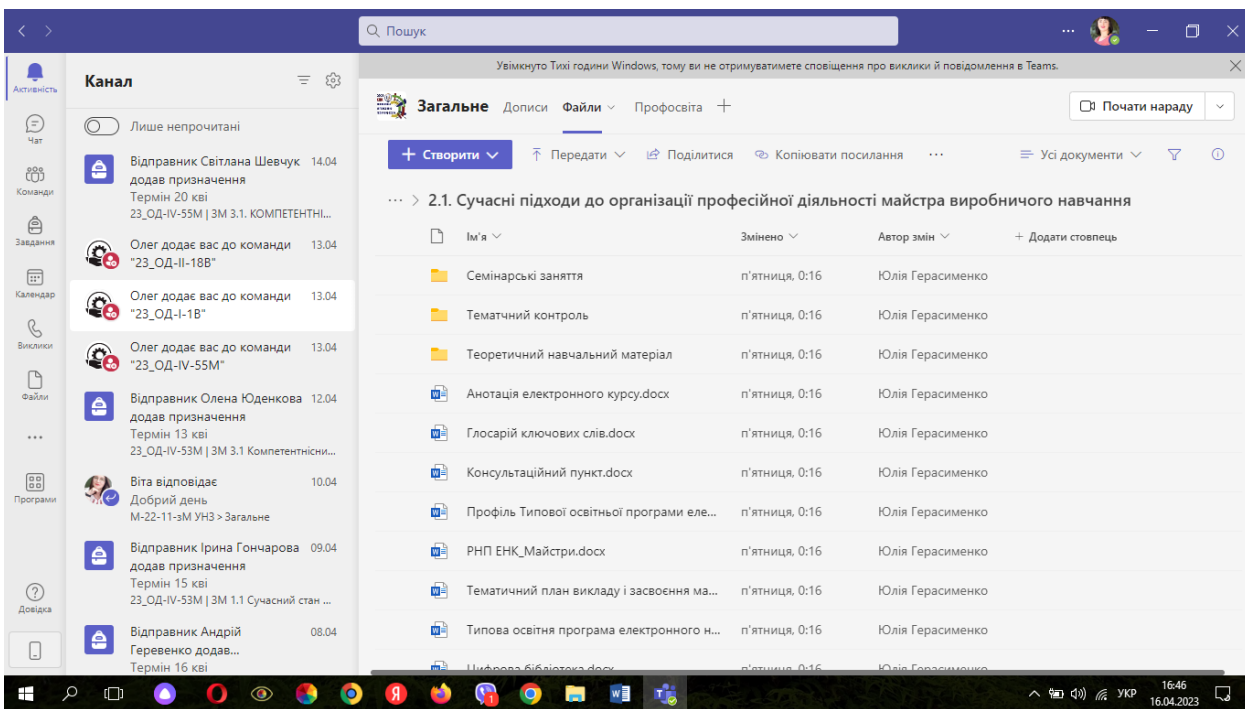 Пошук
Увімкнуто Тихі години Windows, тому ви не отримуватимете сповіщення про виклики й повідомлення в Teams.
Активність
Чат
Команди
Завдання
Календар
Виклики
Файли
Програми
Довідка
Канал
Лише непрочитані
Відправник Світлана Шевчук 14.04
додав призначення
Термін 20 кві
23_ОД-IV-55М | ЗМ 3.1. КОМПЕТЕНТНІ...
Олег додає вас до команди 13.04
"23_ОД-II-18В"
Олег додає вас до команди 13.04
"23_ОД-I-1В"
Олег додає вас до команди 13.04
"23_ОД-IV-55М"
Відправник Олена Юденкова 12.04
додав призначення
Термін 13 кві
23_ОД-IV-53М | ЗМ 3.1 Компетентнісни...
Віта відповідає 10.04
Добрий день
М-22-11-зМ УНЗ > Загальне
Відправник Ірина Гончарова 09.04
додав призначення
Термін 15 кві
23_ОД-IV-53М | ЗМ 1.1 Сучасний стан ...
Відправник Андрій 08.04
Геревенко додав...
Термін 16 кві
Загальне Дописи Файли Профосвіта
Почати нараду
Створити Передати Поділитися Копіювати посилання ... Усі документи
... > 2.1. Сучасні підходи до організації професійної діяльності майстра виробничого навчання
Ім'я Змінено Автор змін + Додати стовпець
Семінарські заняття п'ятниця, 0:16 Юлія Герасименко
Тематчний контроль п'ятниця, 0:16 Юлія Герасименко
Теоретичний навчальний матеріал п'ятниця, 0:16 Юлія Герасименко
Анотація електронного курсу.docx п'ятниця, 0:16 Юлія Герасименко
Глосарій ключових слів.docx п'ятниця, 0:16 Юлія Герасименко
Консультаційний пункт.docx п'ятниця, 0:16 Юлія Герасименко
Профіль Типової освітньої програми еле... п'ятниця, 0:16 Юлія Герасименко
РНП ЕНК_Майстри.docx п'ятниця, 0:16 Юлія Герасименко
Тематичний план викладу і засвоєння ма... п'ятниця, 0:16 Юлія Герасименко
Типова освітня програма електронного н... п'ятниця, 0:16 Юлія Герасименко
Цифрова бібліотека.docx п'ятниця, 0:16 Юлія Герасименко
УКР
16:46
16.04.2023